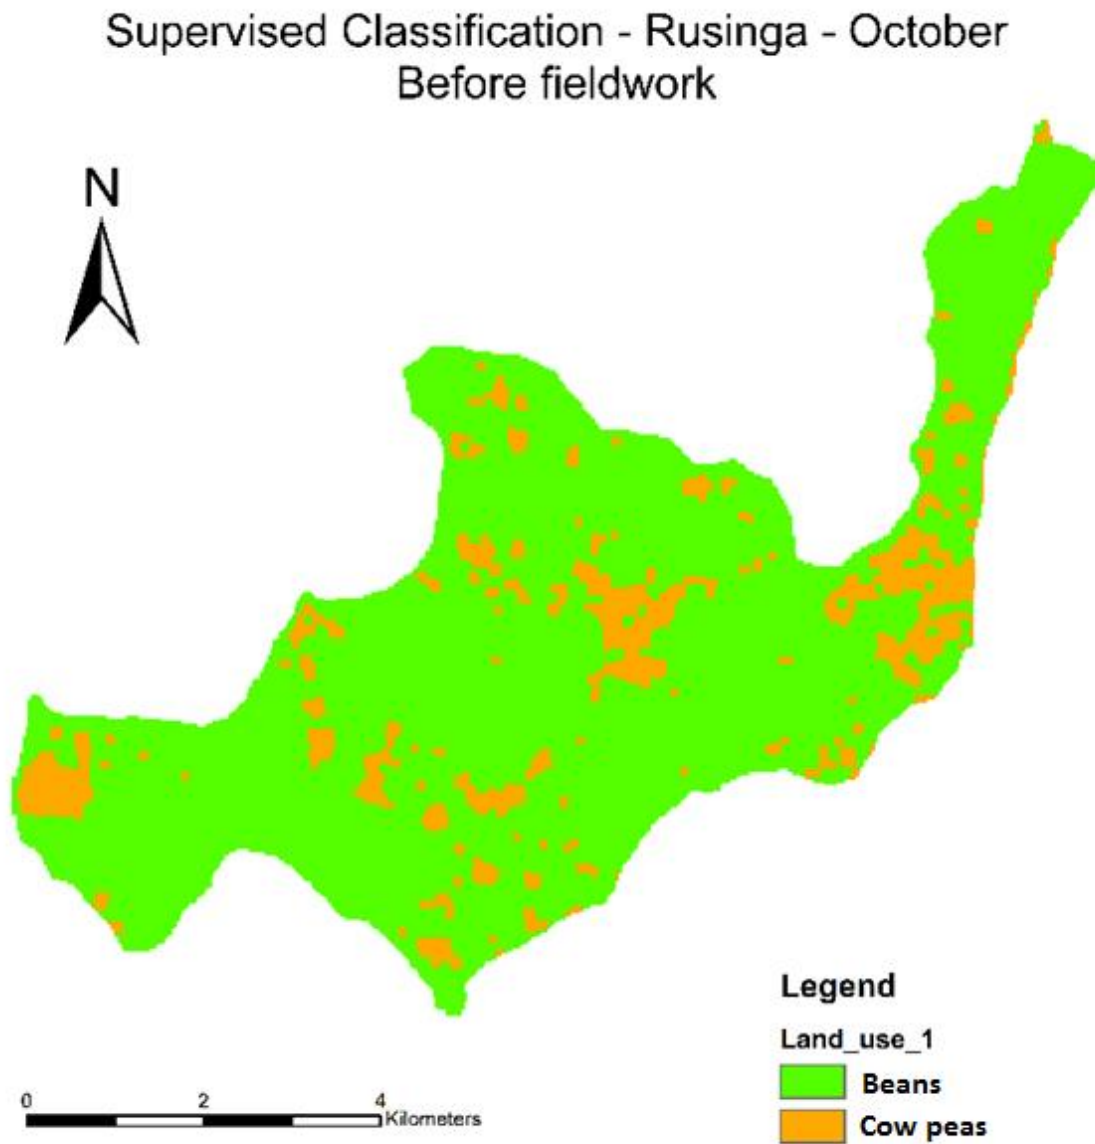 Supervised Classification - Rusinga - October
Before fieldwork
N
Legend
Land_use_1
Beans
Cow peas
0 2 4
Kilometers